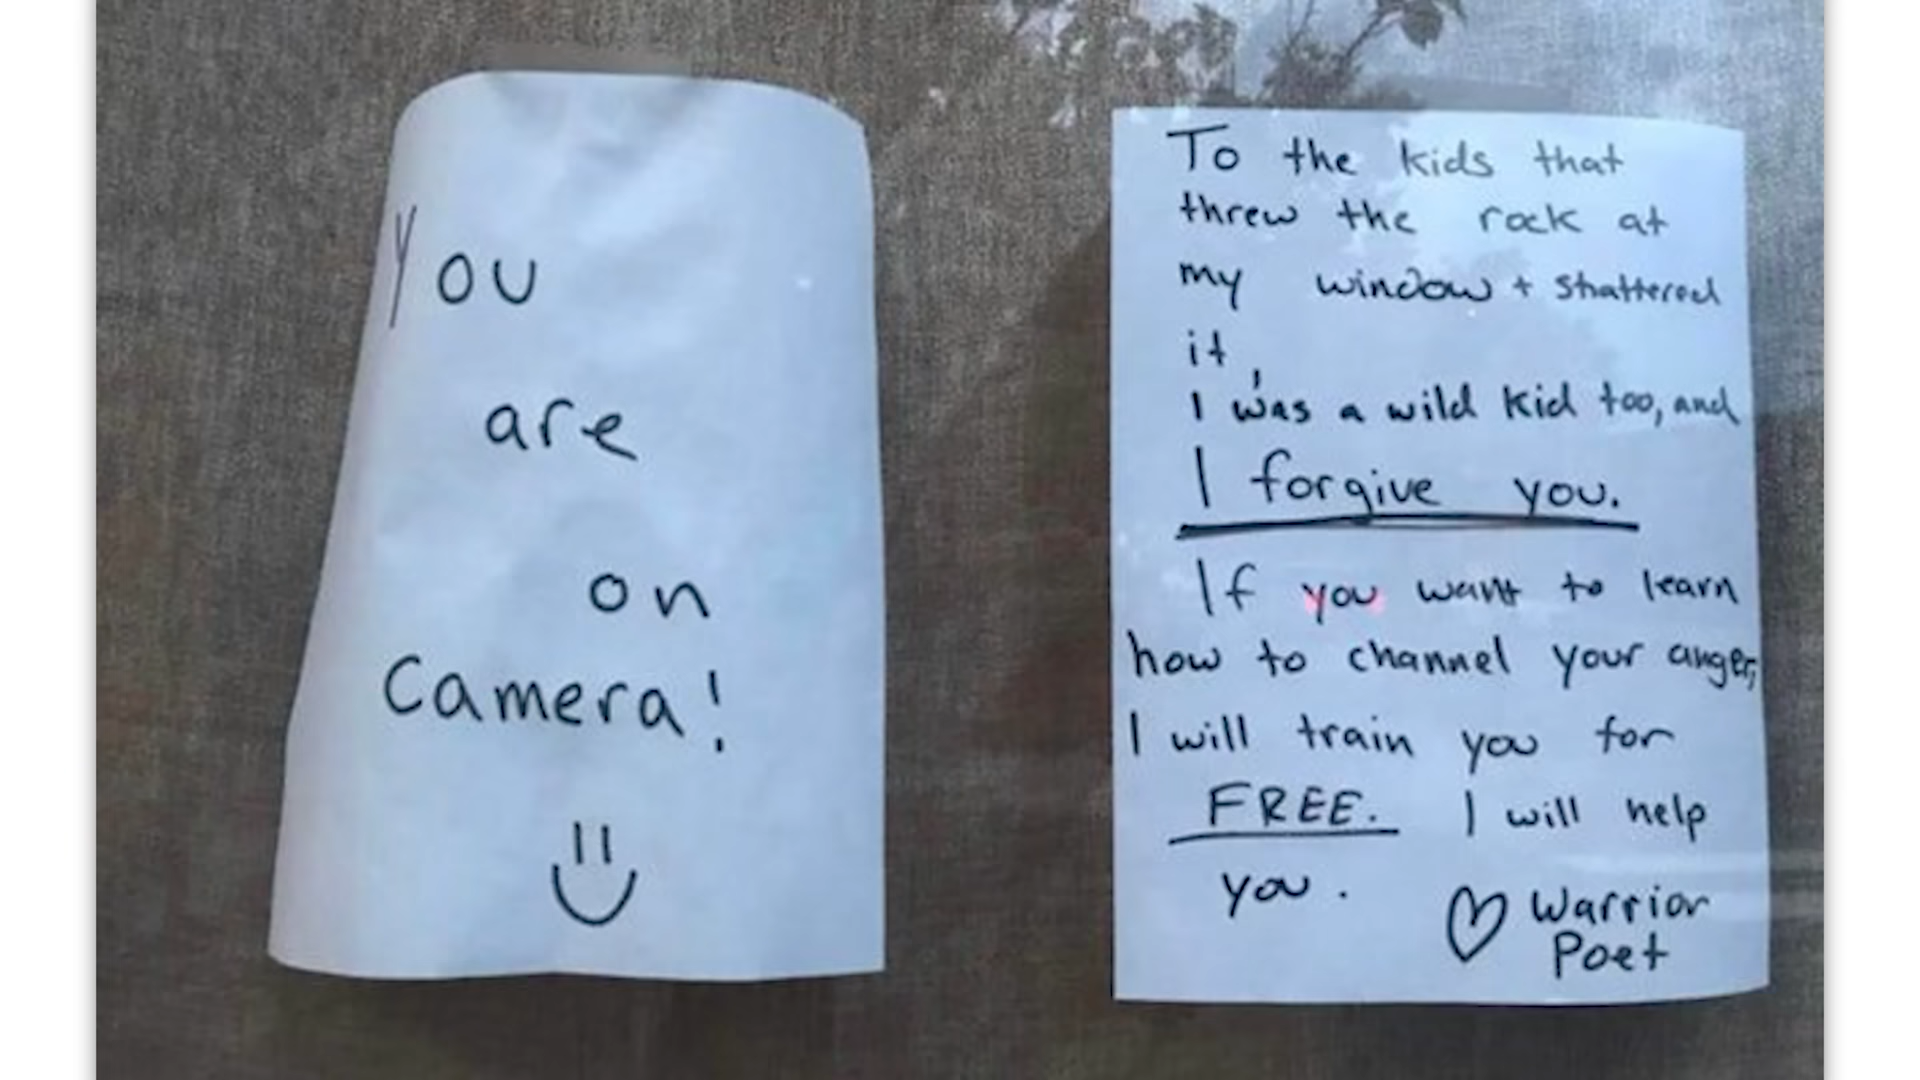 You
are
on
Camera!
To the kids that
threw the rock at
my window + shattered
it,
I was a wild kid too, and
I forgive you.
If you want to learn
how to channel your anger,
I will train you for
FREE. I will help
you. ♡ Warrior
Poet